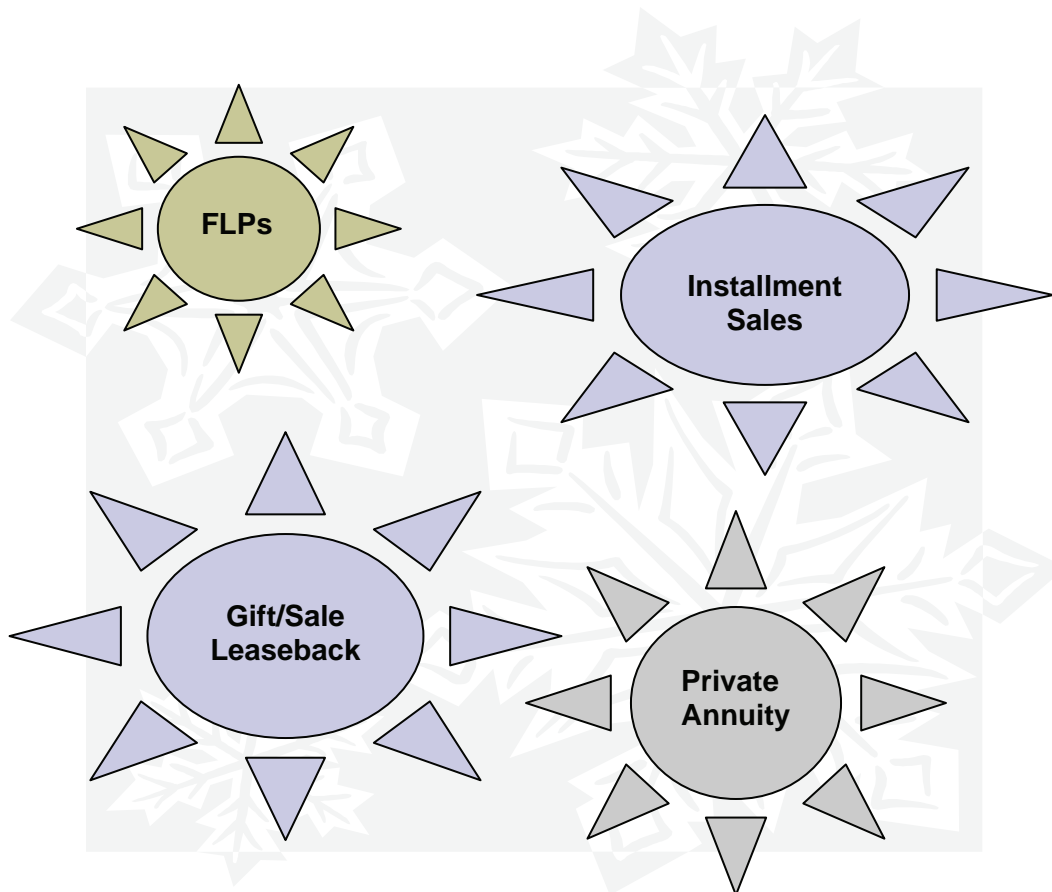 FLPs
Installment
Sales
Gift/Sale
Leaseback
Private
Annuity